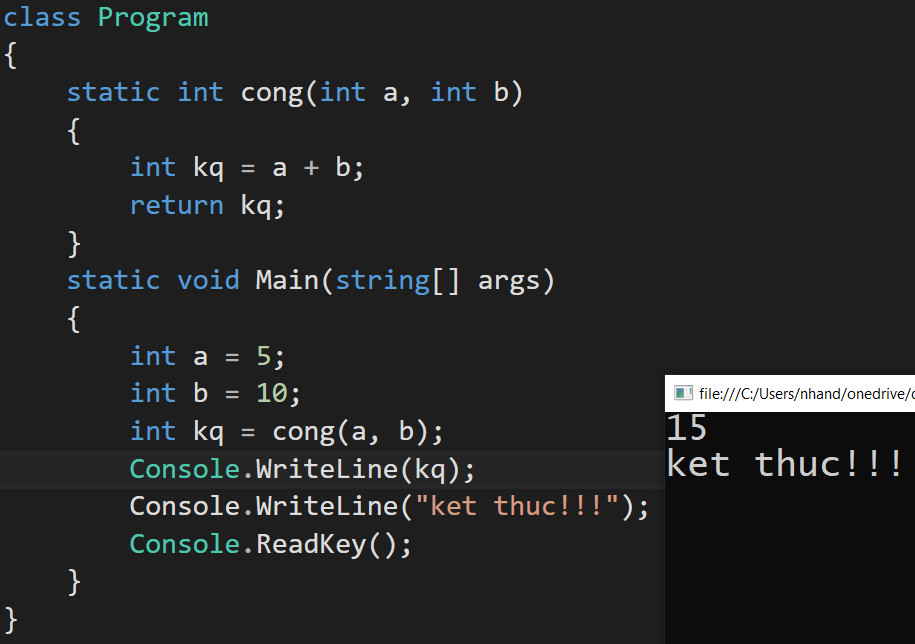 class Program
{
    static int cong(int a, int b)
    {
        int kq = a + b;
        return kq;
    }
    static void Main(string[] args)
    {
        int a = 5;
        int b = 10;
        int kq = cong(a, b);
        Console.WriteLine(kq);
        Console.WriteLine("ket thuc!!!");
        Console.ReadKey();
    }
}
file:///C:/Users/nhand/onedrive/
15
ket thuc!!!